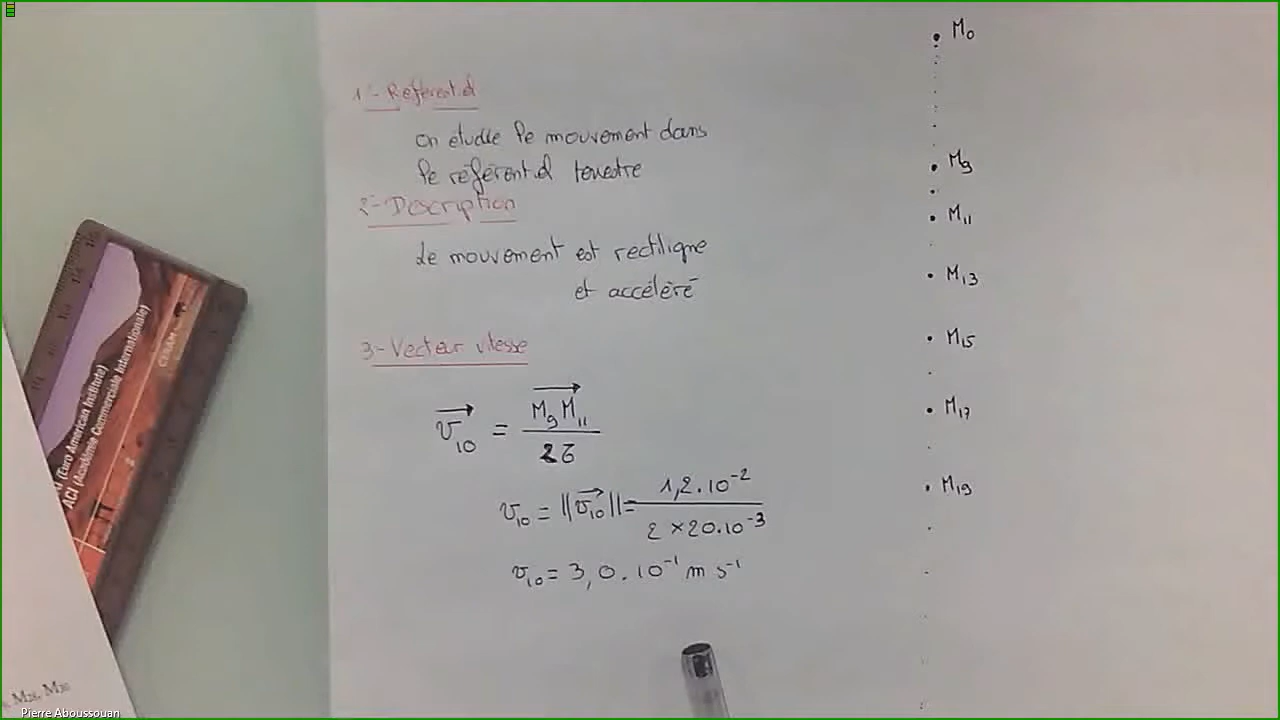 1°- Référentiel
On étudie le mouvement dans
le référentiel terrestre
2°- Description
Le mouvement est rectiligne
et accéléré
3- Vecteur vitesse
v₁₀ = M₉M₁₁ / 2τ
v₁₀ = ||v₁₀|| = 1,2.10⁻² / 2 × 20.10⁻³
v₁₀ = 3,0.10⁻¹ m s⁻¹
M₀
M₉
M₁₁
M₁₃
M₁₅
M₁₇
M₁₉
(Euro American Institute)
ACI (Académie Commerciale Internationale)
CERAM
Pierre Aboussouan